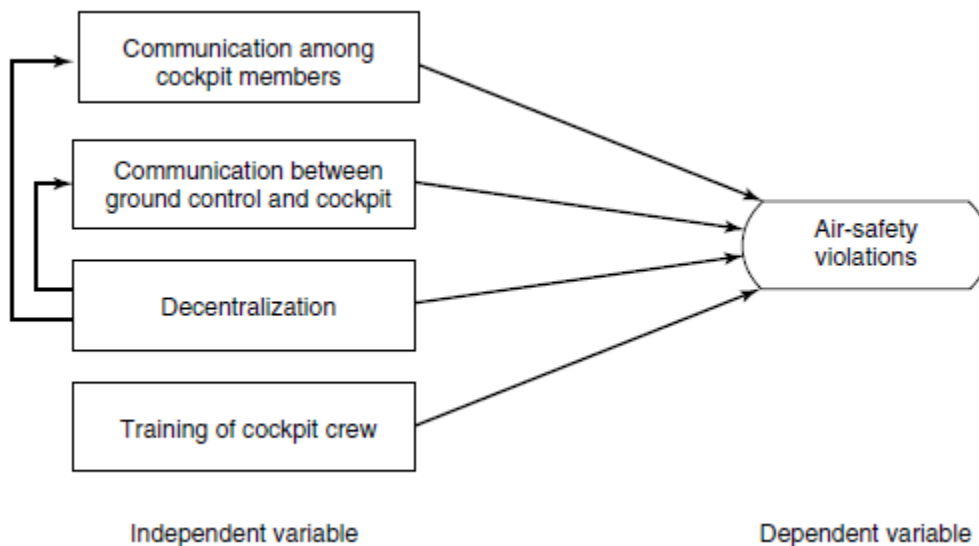 Communication among
cockpit members
Communication between
ground control and cockpit
Air-safety
violations
Decentralization
Training of cockpit crew
Independent variable
Dependent variable